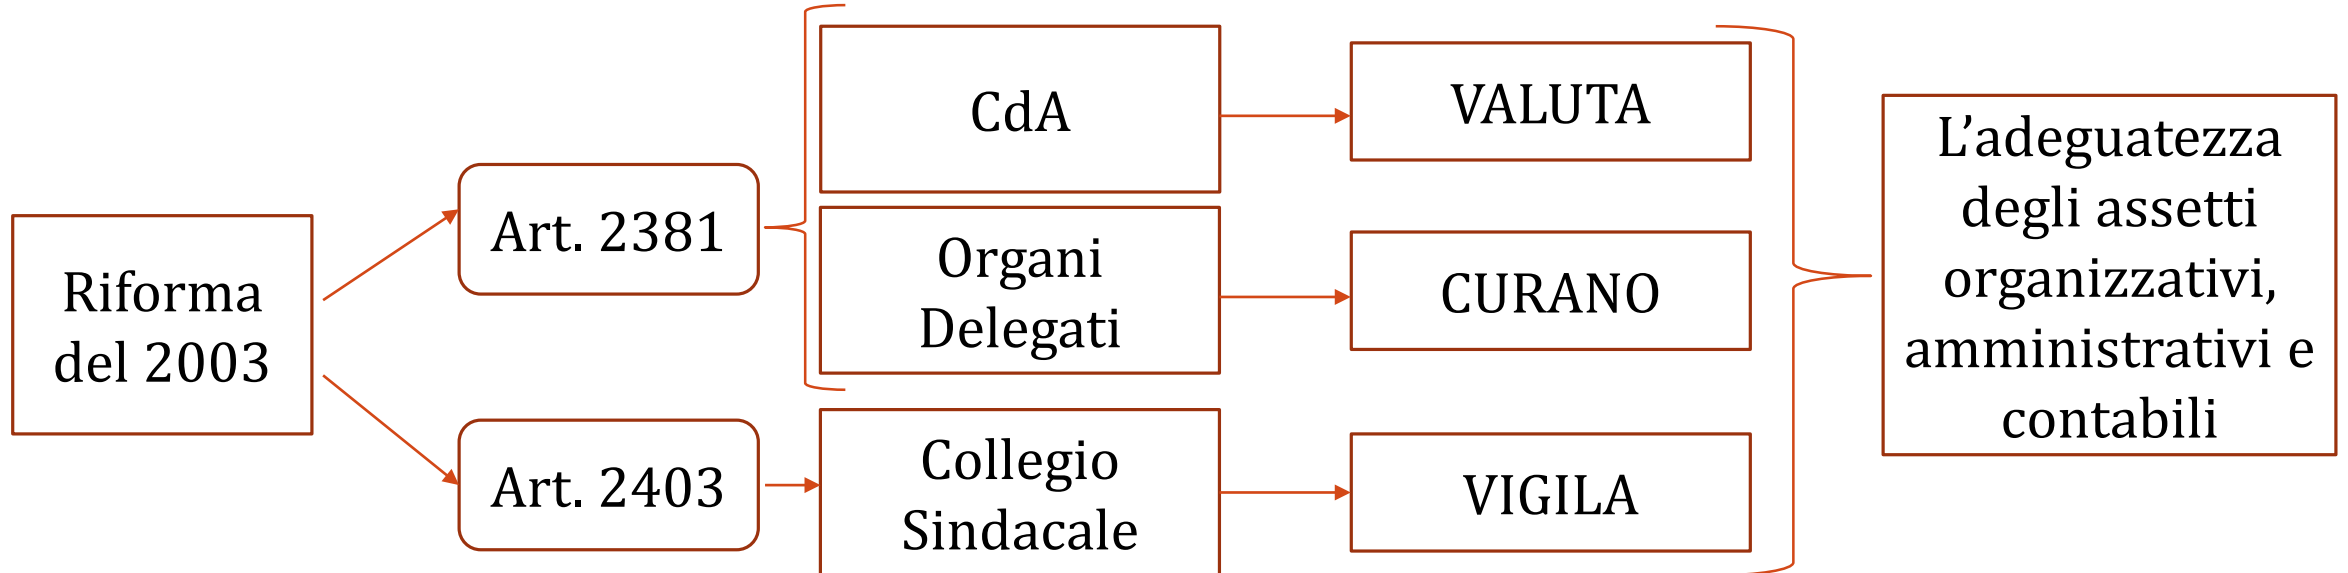 Riforma
del 2003
Art. 2381
CdA
VALUTA
Organi
Delegati
CURANO
Art. 2403
Collegio
Sindacale
VIGILA
L’adeguatezza
degli assetti
organizzativi,
amministrativi e
contabili